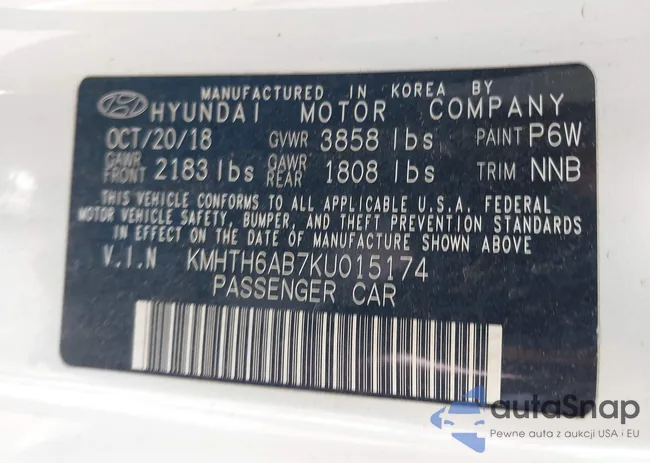 MANUFACTURED IN KOREA BY
HYUNDAI MOTOR COMPANY
OCT/20/18 GVWR 3858 lbs PAINT P6W
GAWR FRONT 2183 lbs GAWR REAR 1808 lbs TRIM NNB
THIS VEHICLE CONFORMS TO ALL APPLICABLE U.S.A. FEDERAL
MOTOR VEHICLE SAFETY, BUMPER, AND THEFT PREVENTION STANDARDS
IN EFFECT ON THE DATE OF MANUFACTURE SHOWN ABOVE
V.I.N KMHTH6AB7KU015174
PASSENGER CAR
autoSnap
Pewne auta z aukcji USA i EU